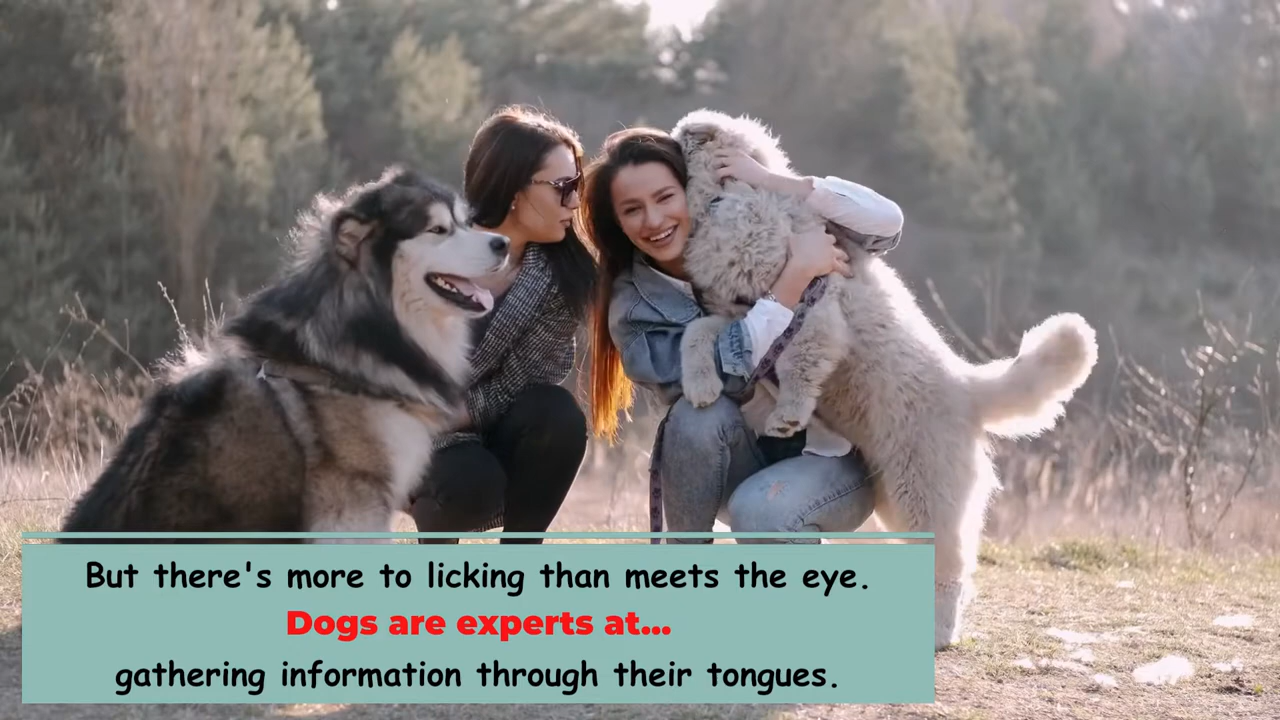 But there's more to licking than meets the eye.
Dogs are experts at...
gathering information through their tongues.